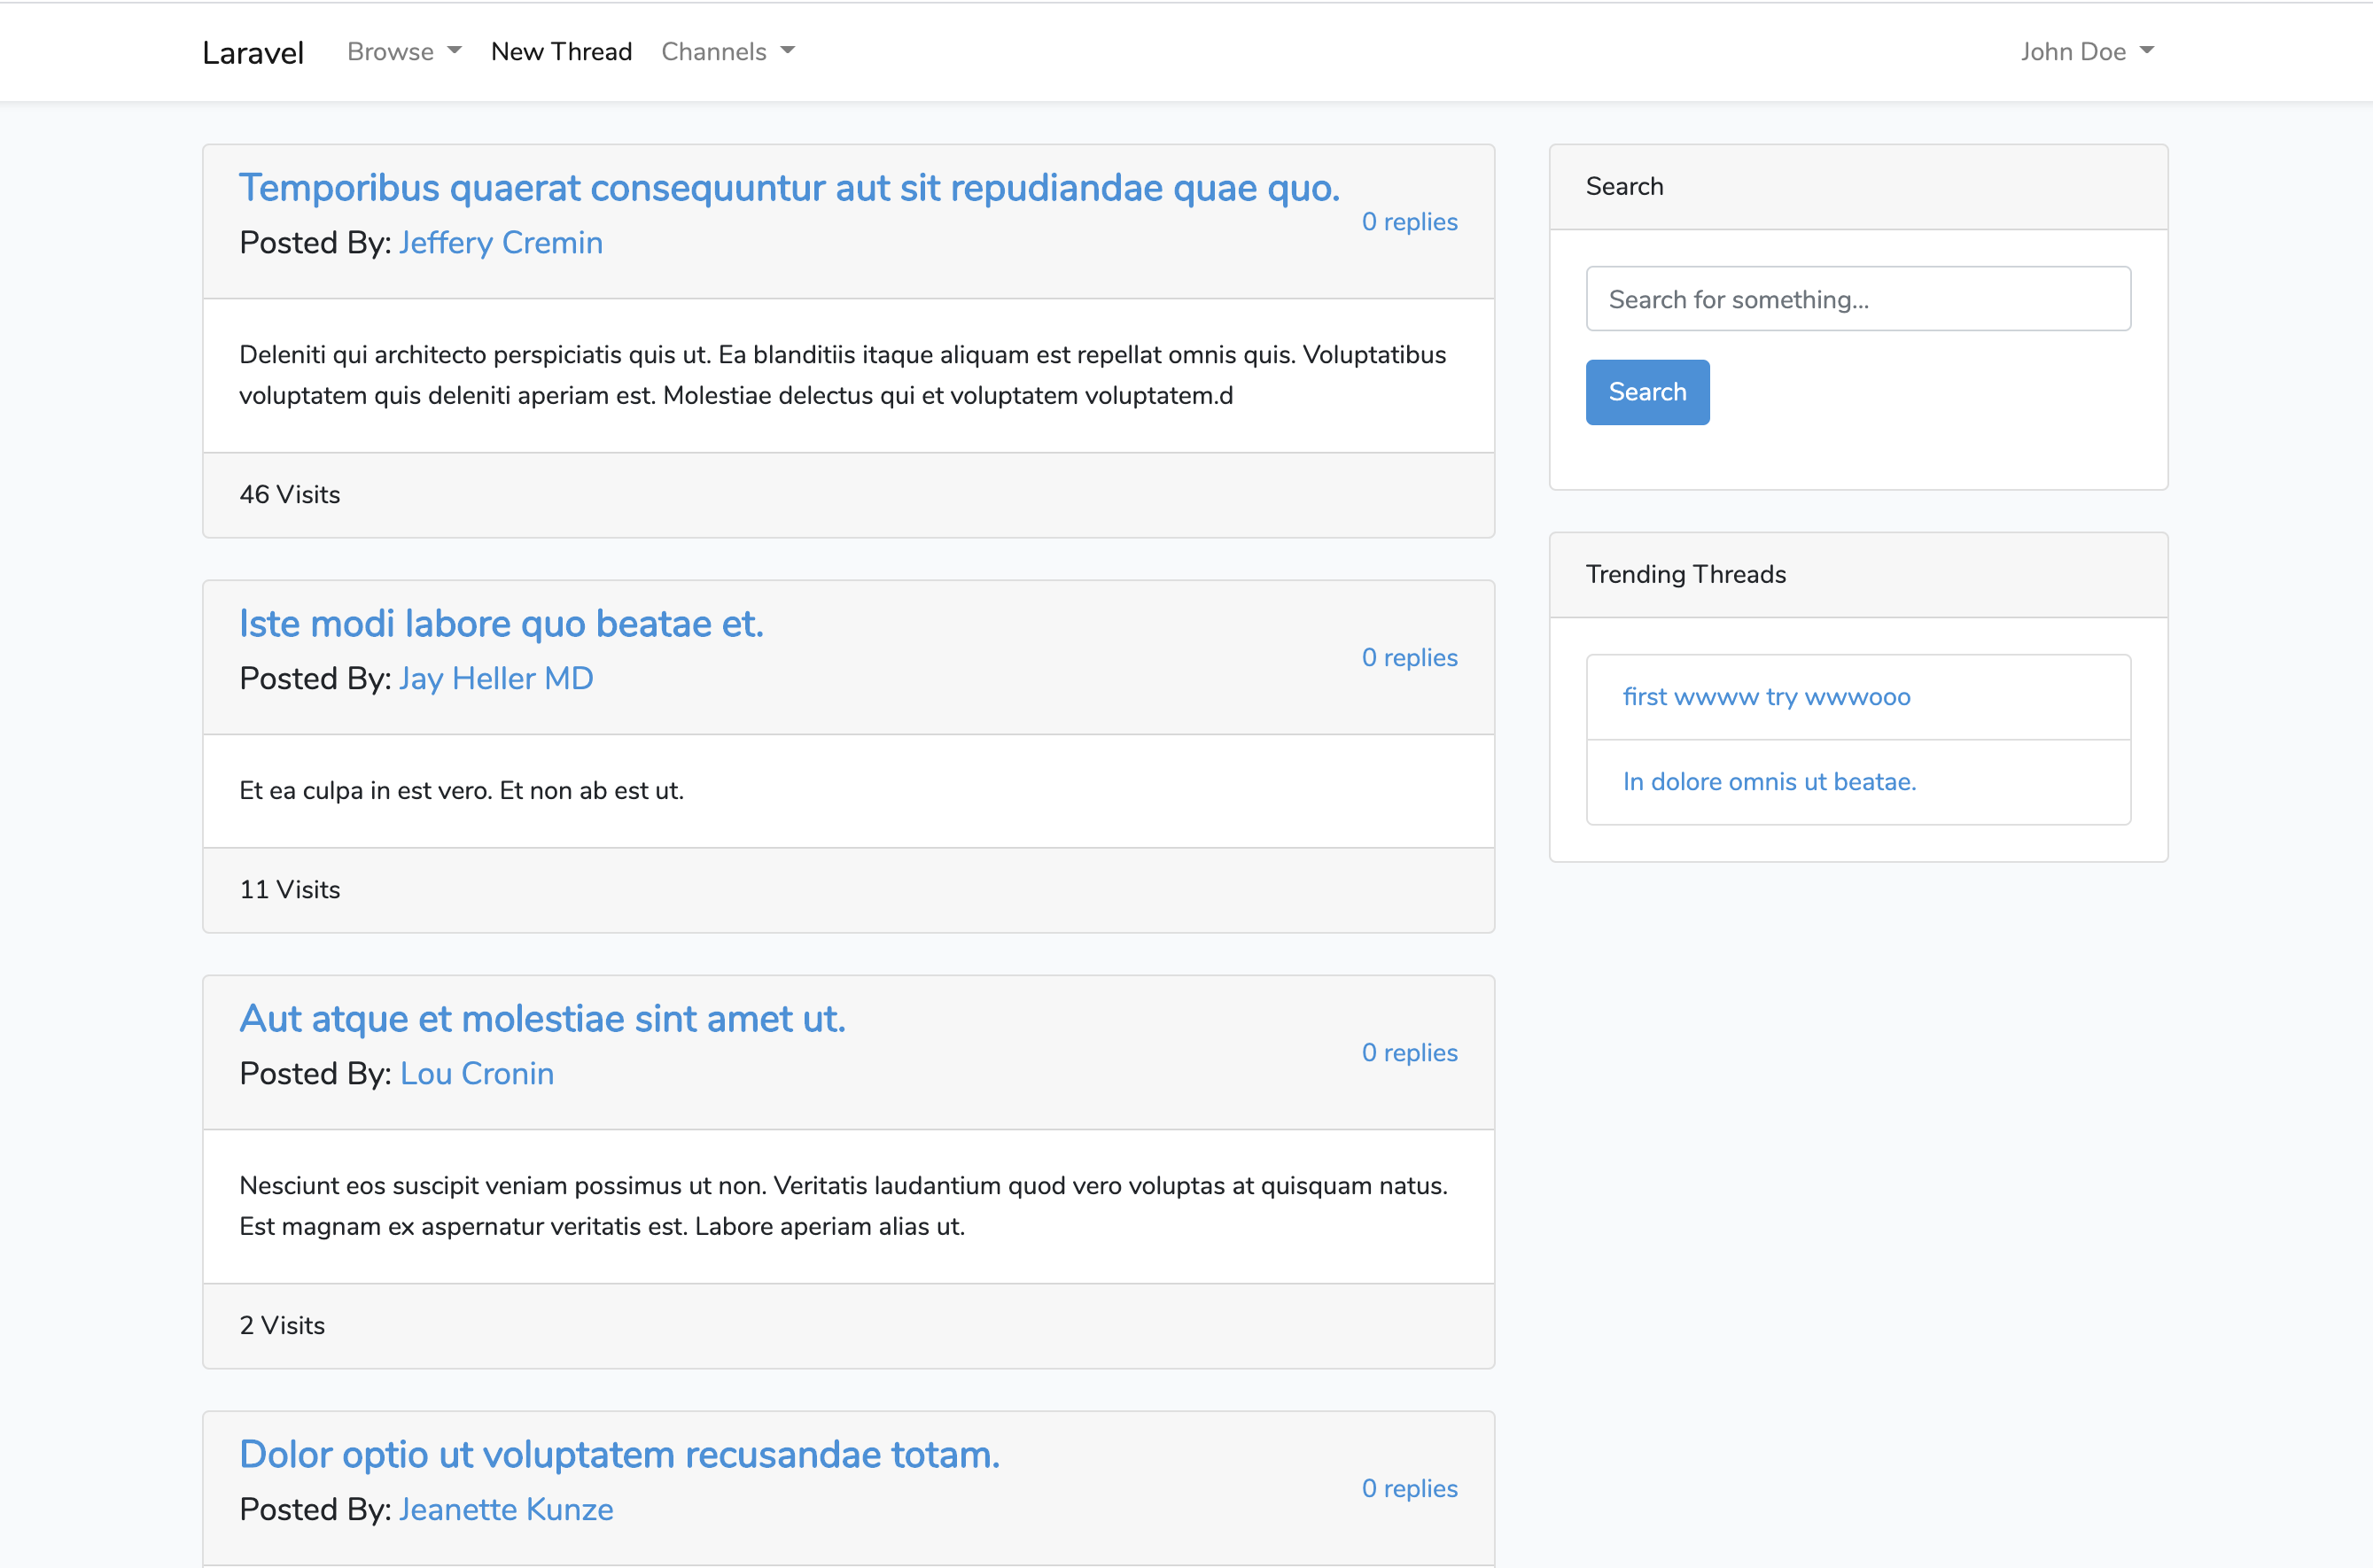 Laravel Browse New Thread Channels John Doe
Temporibus quaerat consequuntur aut sit repudiandae quae quo.
Posted By: Jeffery Cremin
0 replies
Deleniti qui architecto perspiciatis quis ut. Ea blanditiis itaque aliquam est repellat omnis quis. Voluptatibus
voluptatem quis deleniti aperiam est. Molestiae delectus qui et voluptatem voluptatem.d
46 Visits
Iste modi labore quo beatae et.
Posted By: Jay Heller MD
0 replies
Et ea culpa in est vero. Et non ab est ut.
11 Visits
Aut atque et molestiae sint amet ut.
Posted By: Lou Cronin
0 replies
Nesciunt eos suscipit veniam possimus ut non. Veritatis laudantium quod vero voluptas at quisquam natus.
Est magnam ex aspernatur veritatis est. Labore aperiam alias ut.
2 Visits
Dolor optio ut voluptatem recusandae totam.
Posted By: Jeanette Kunze
0 replies
Search
Search for something...
Search
Trending Threads
first wwww try wwwooo
In dolore omnis ut beatae.